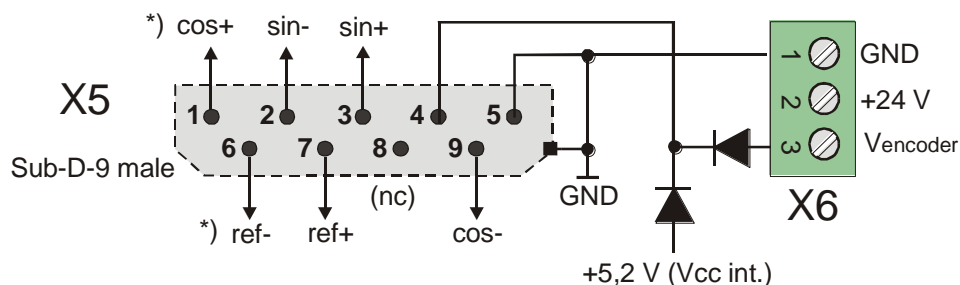 *) cos+ sin- sin+
X5
1 2 3 4 5
6 7 8 9
Sub-D-9 male
(nc)
*) ref- ref+ cos-
GND
+5,2 V (Vcc int.)
1 GND
2 +24 V
3 Vencoder
X6